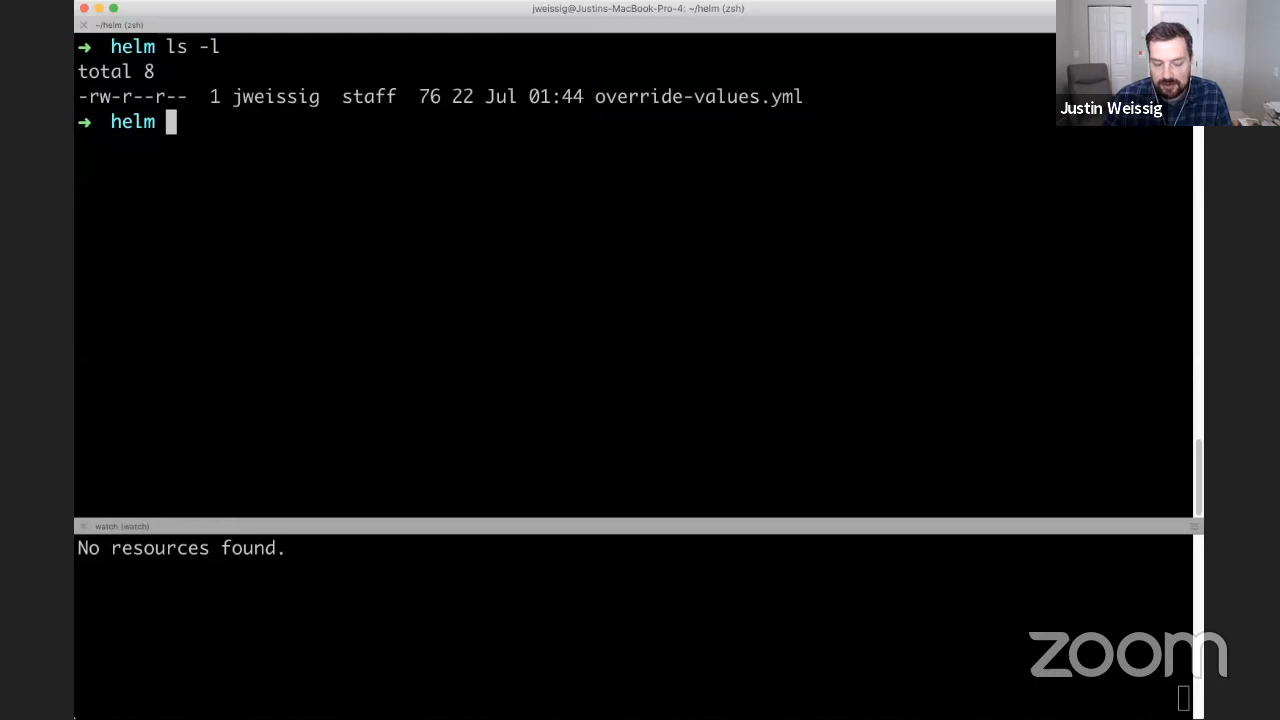 jweissig@Justins-MacBook-Pro-4: ~/helm (zsh)
~/helm (zsh)
➜ helm ls -l
total 8
-rw-r--r-- 1 jweissig staff 76 22 Jul 01:44 override-values.yml
➜ helm
Justin Weissig
watch (watch)
No resources found.
zoom